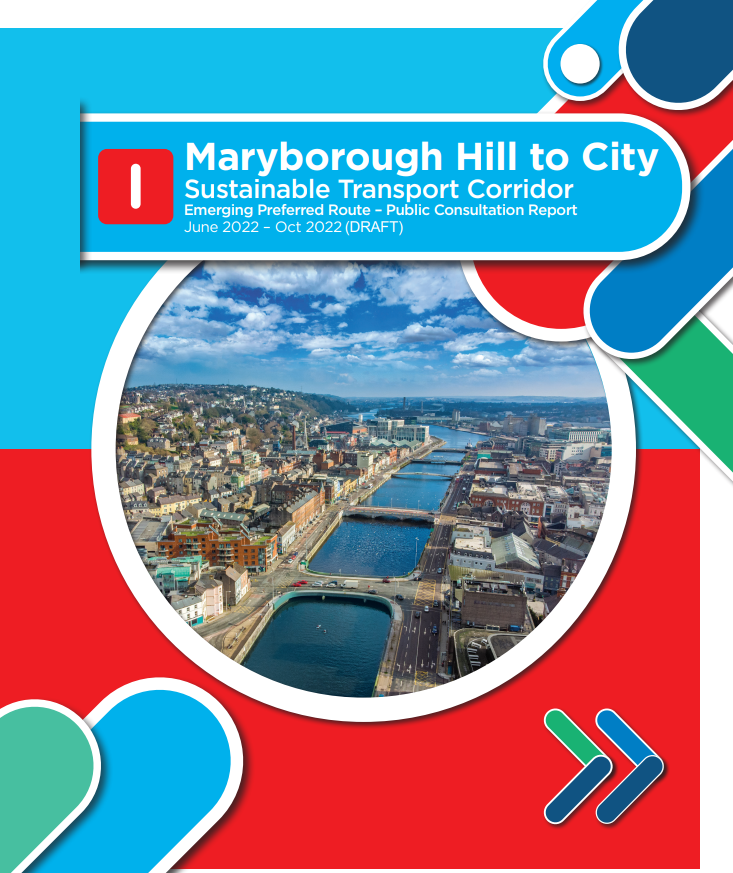 I
Maryborough Hill to City
Sustainable Transport Corridor
Emerging Preferred Route – Public Consultation Report
June 2022 – Oct 2022 (DRAFT)